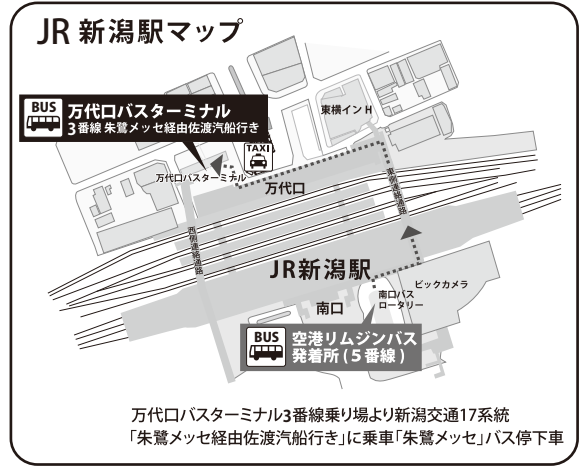 JR 新潟駅マップ
BUS
万代口バスターミナル
3番線 朱鷺メッセ経由佐渡汽船行き
東横イン H
TAXI
万代口バスターミナル
万代口
東側連絡通路
西側連絡通路
JR新潟駅
ビックカメラ
南口
南口バス
ロータリー
BUS
空港リムジンバス
発着所 ( 5 番線 )
万代口バスターミナル3番線乗り場より新潟交通17系統
「朱鷺メッセ経由佐渡汽船行き」に乗車「朱鷺メッセ」バス停下車